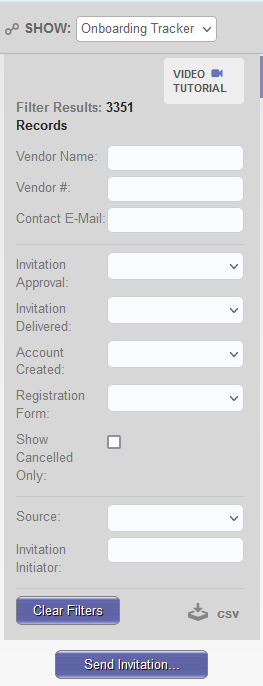 SHOW: Onboarding Tracker
VIDEO
TUTORIAL
Filter Results: 3351
Records
Vendor Name:
Vendor #:
Contact E-Mail:
Invitation
Approval:
Invitation
Delivered:
Account
Created:
Registration
Form:
Show
Cancelled
Only:
Source:
Invitation
Initiator:
Clear Filters
CSV
Send Invitation...